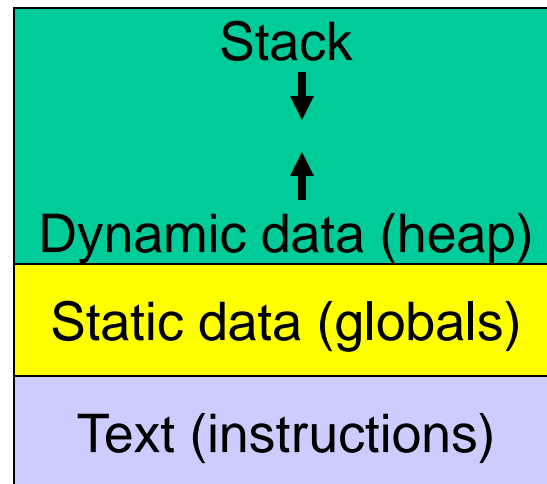 Stack
Dynamic data (heap)
Static data (globals)
Text (instructions)